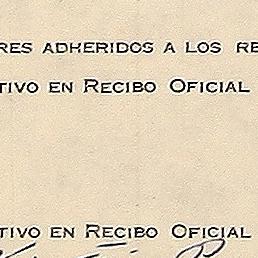 RES ADHERIDOS A LOS RE
TIVO EN RECIBO OFICIAL
TIVO EN RECIBO OFICIAL